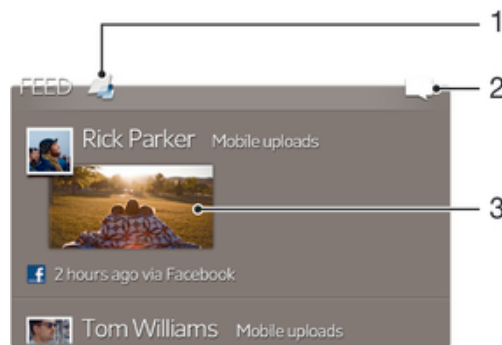 1
FEED
2
Rick Parker Mobile uploads
3
2 hours ago via Facebook
Tom Williams Mobile uploads